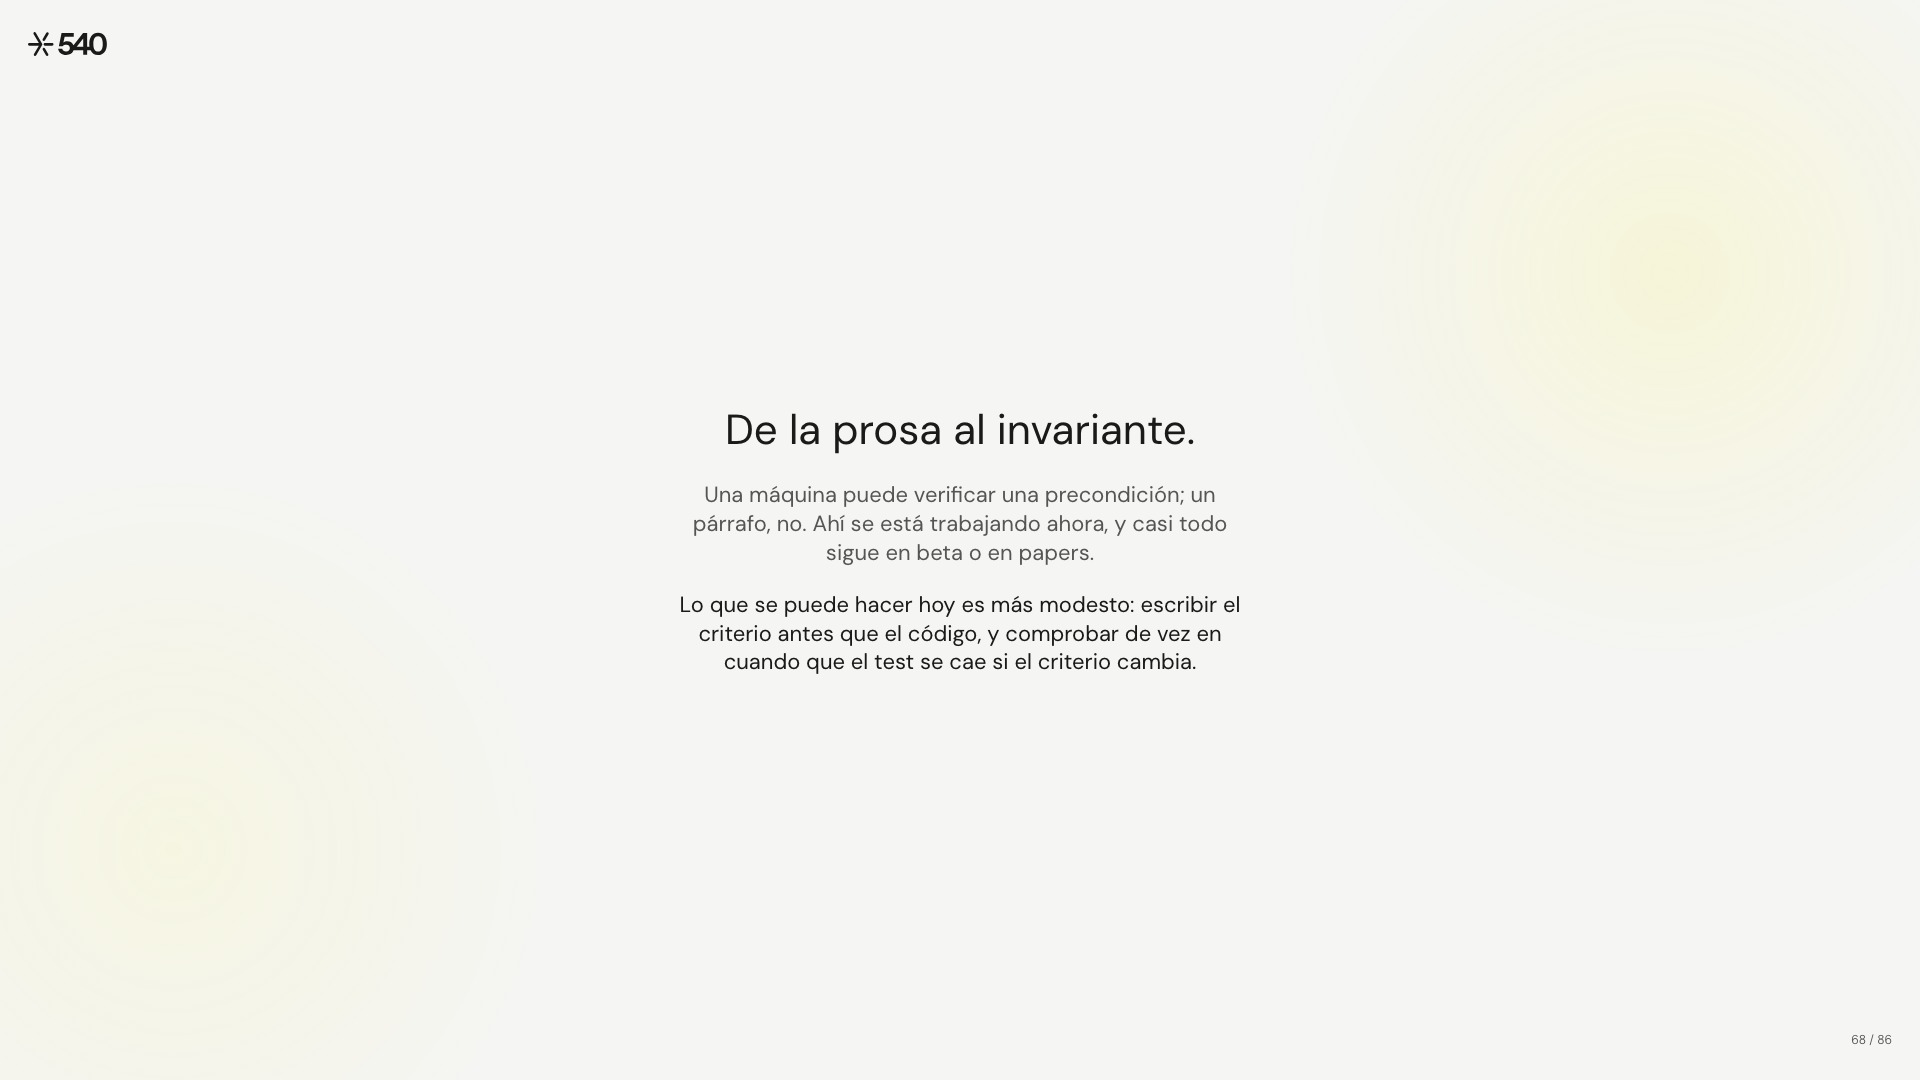 540
De la prosa al invariante.
Una máquina puede verificar una precondición; un
párrafo, no. Ahí se está trabajando ahora, y casi todo
sigue en beta o en papers.
Lo que se puede hacer hoy es más modesto: escribir el
criterio antes que el código, y comprobar de vez en
cuando que el test se cae si el criterio cambia.
68 / 86